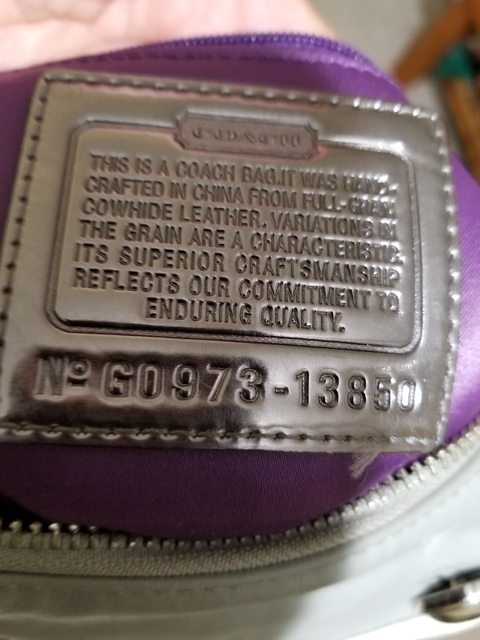 COACH
THIS IS A COACH BAG.IT WAS HAND-
CRAFTED IN CHINA FROM FULL-GRAIN
COWHIDE LEATHER. VARIATIONS IN
THE GRAIN ARE A CHARACTERISTIC.
ITS SUPERIOR CRAFTSMANSHIP
REFLECTS OUR COMMITMENT TO
ENDURING QUALITY.
Nº G0973-13850